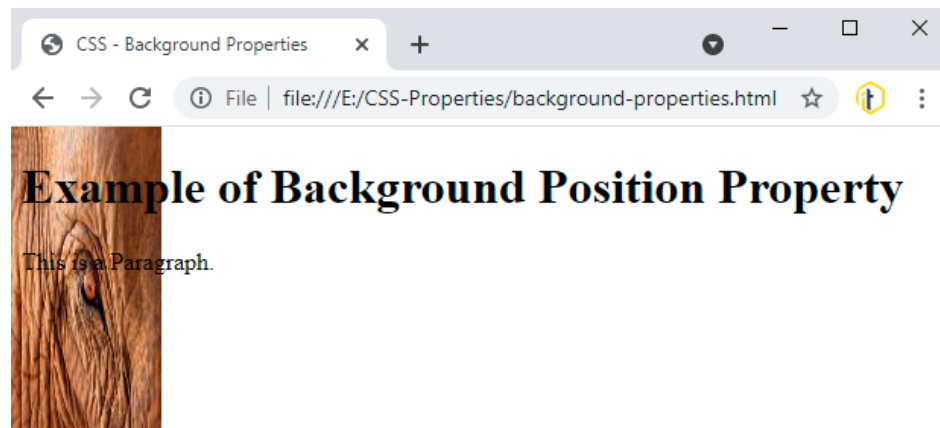 CSS - Background Properties
File | file:///E:/CSS-Properties/background-properties.html
Example of Background Position Property
This is a Paragraph.